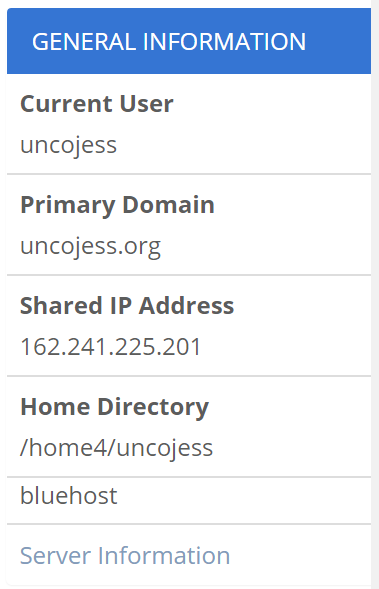 GENERAL INFORMATION
Current User
uncojess
Primary Domain
uncojess.org
Shared IP Address
162.241.225.201
Home Directory
/home4/uncojess
bluehost
Server Information